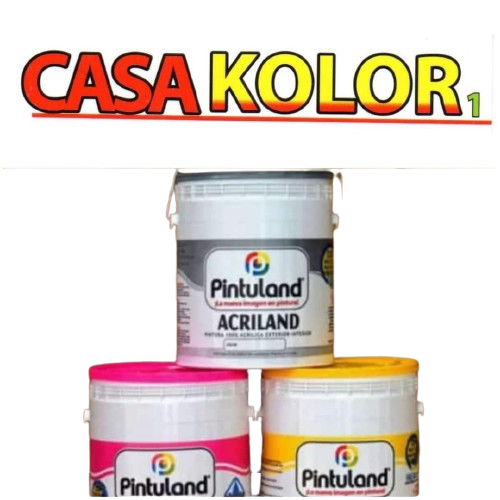 CASA KOLOR 1
Pintuland
¡La nueva imagen en pintura!
ACRILAND
PINTURA 100% ACRILICA EXTERIOR-INTERIOR
Pintuland
Pintuland
¡La nueva imagen en pintura!